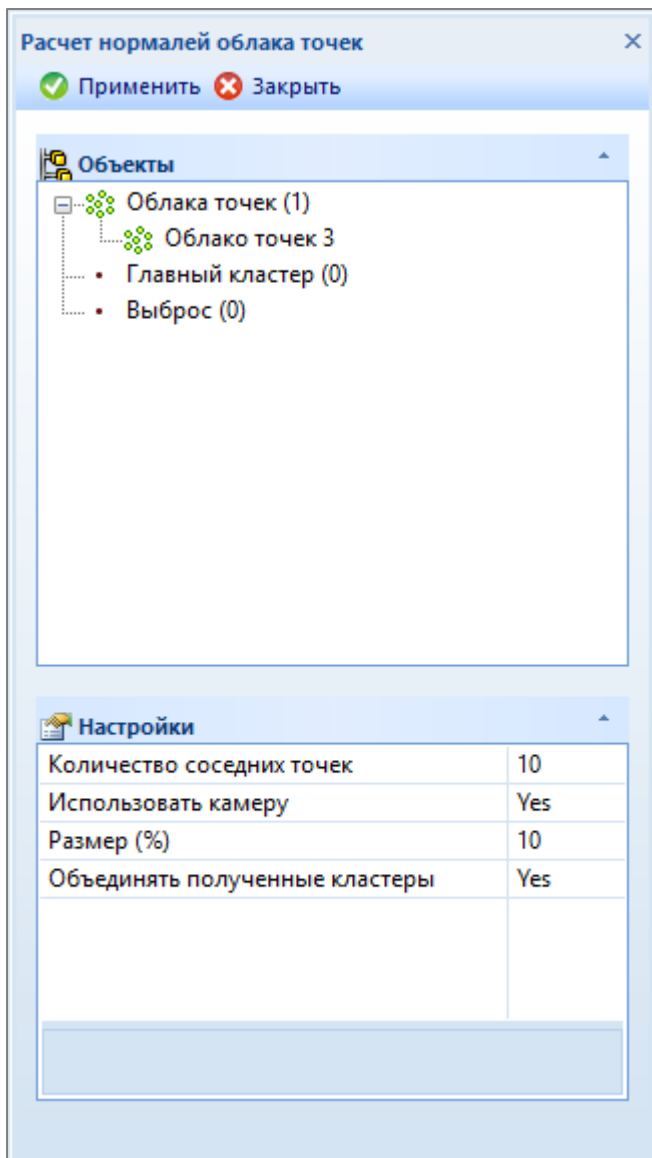 Расчет нормалей облака точек
Применить Закрыть
Объекты
Облака точек (1)
Облако точек 3
Главный кластер (0)
Выброс (0)
Настройки
Количество соседних точек 10
Использовать камеру Yes
Размер (%) 10
Объединять полученные кластеры Yes